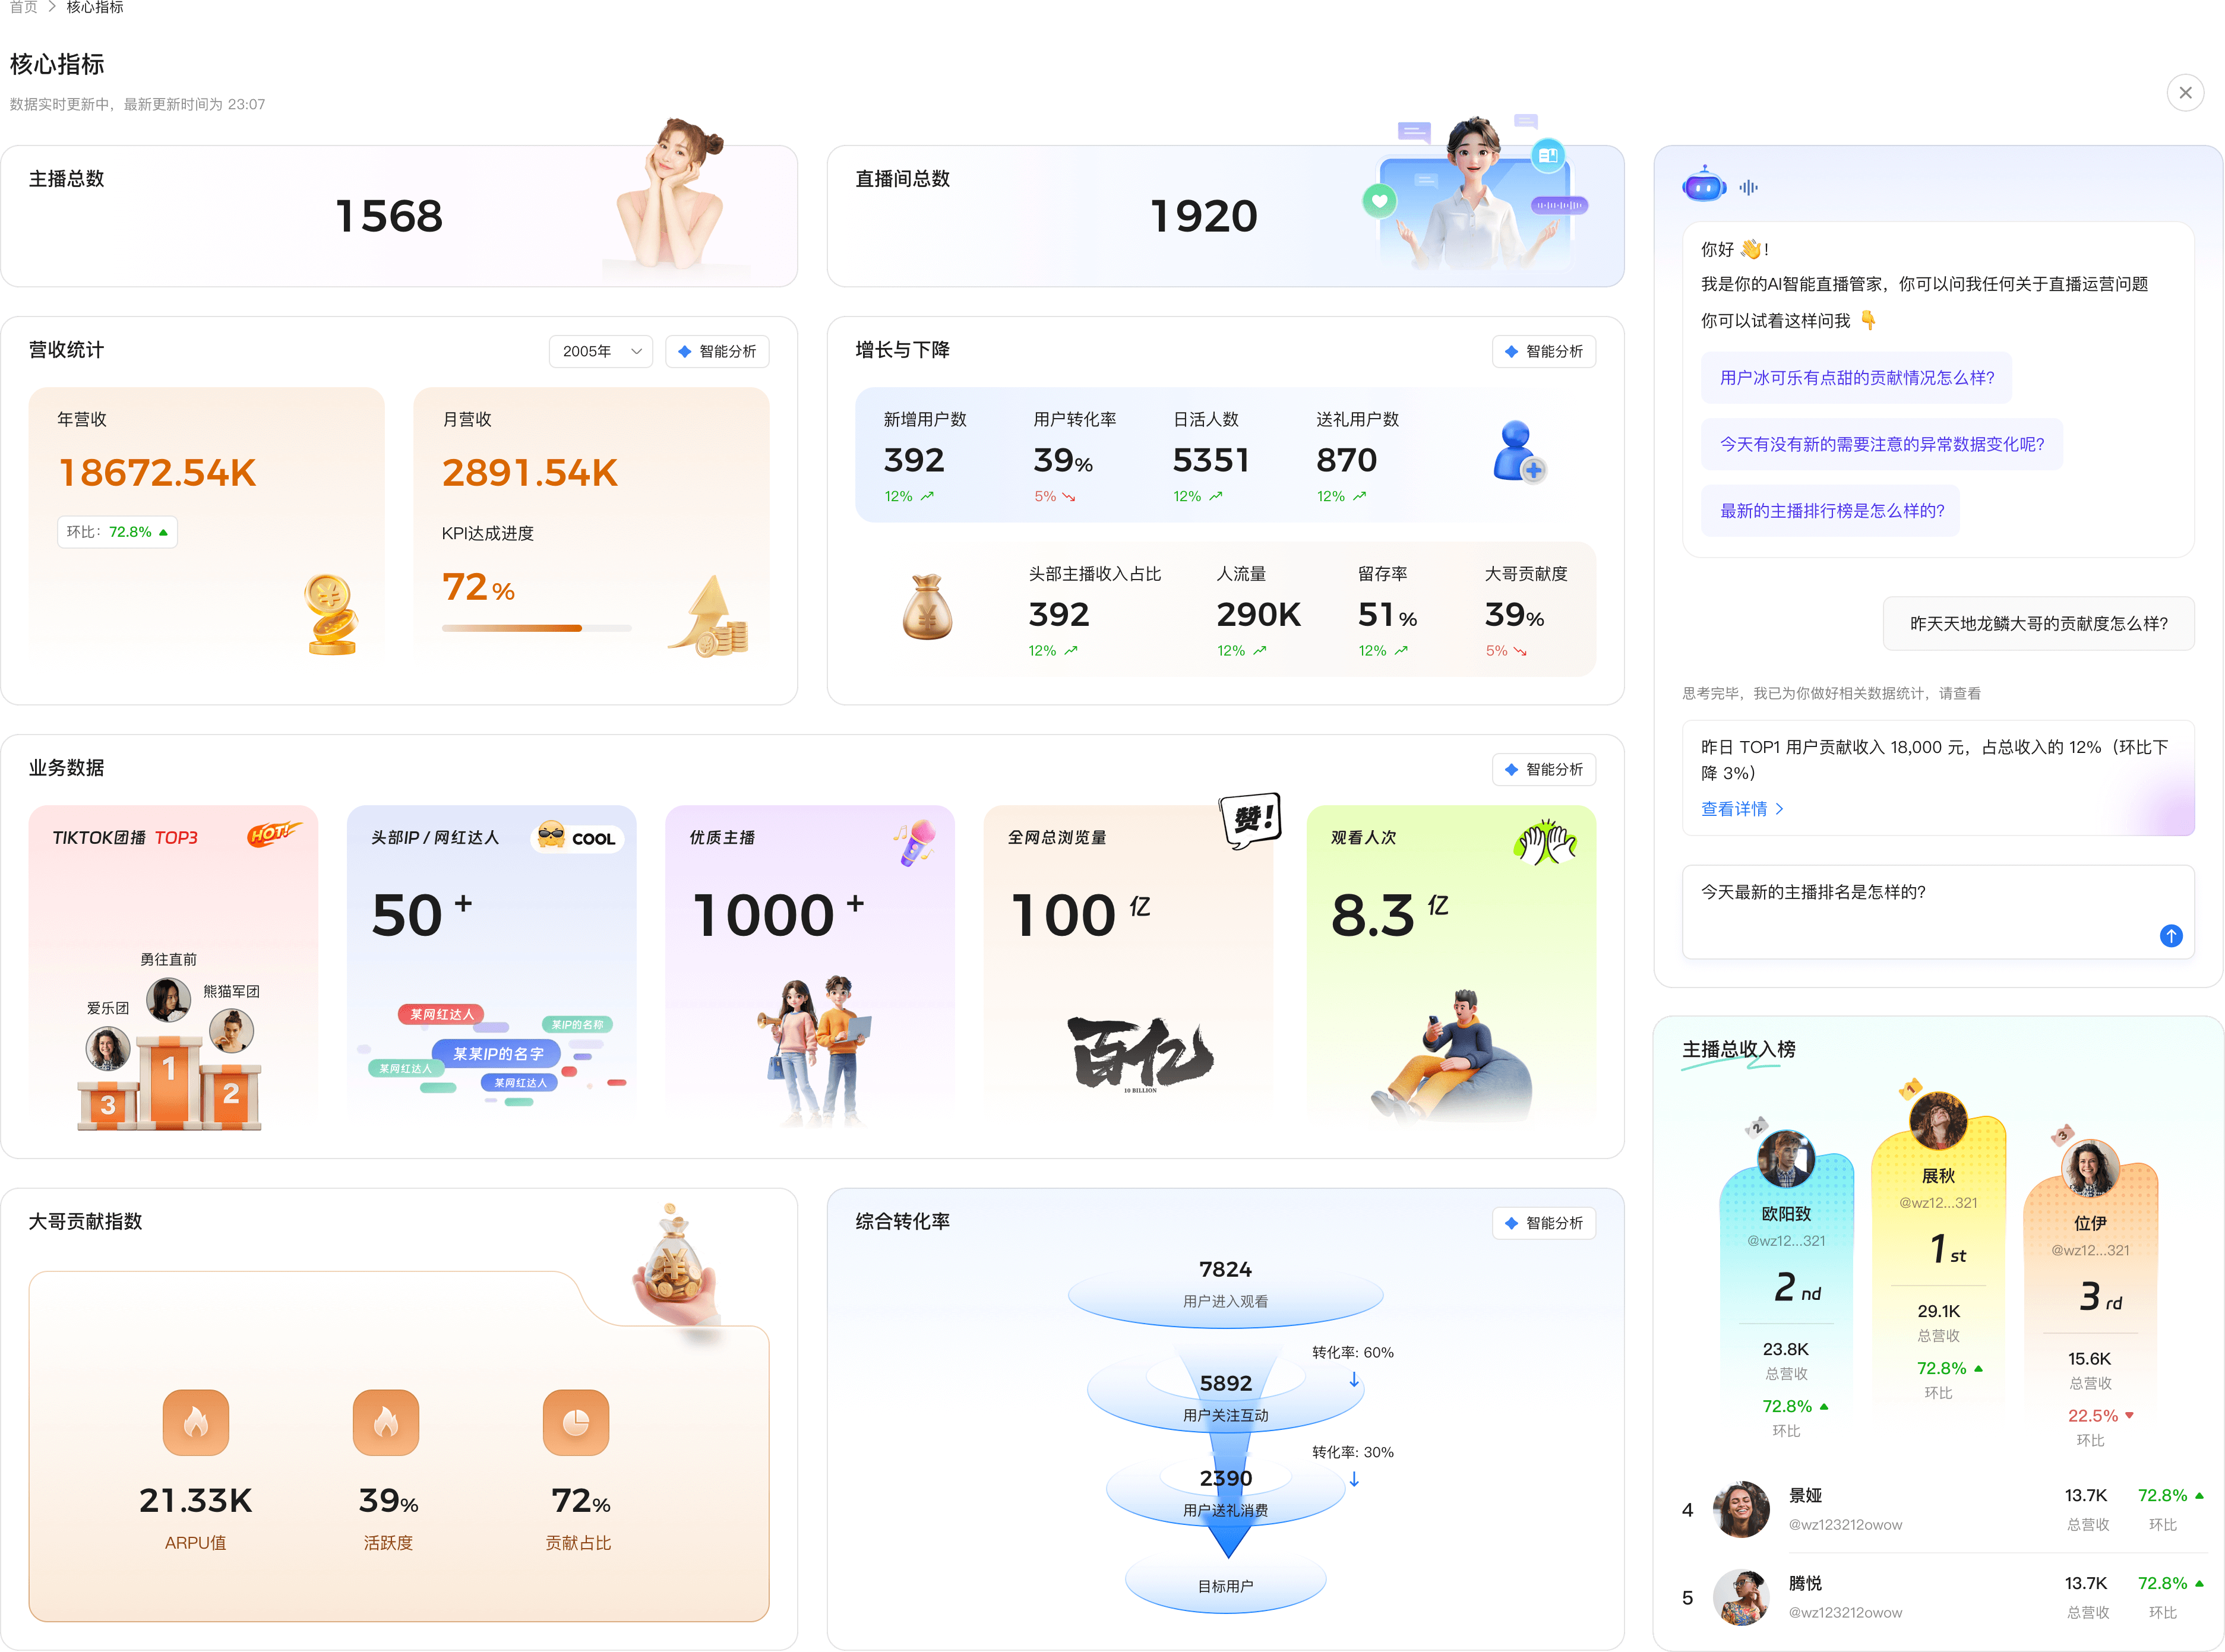 首页 > 核心指标
核心指标
数据实时更新中，最新更新时间为 23:07
主播总数
1568
直播间总数
1920
营收统计
2005年
智能分析
年营收
18672.54K
环比：72.8%
月营收
2891.54K
KPI达成进度
72%
增长与下降
智能分析
新增用户数
392
12%
用户转化率
39%
5%
日活人数
5351
12%
送礼用户数
870
12%
头部主播收入占比
392
12%
人流量
290K
12%
留存率
51%
12%
大哥贡献度
39%
5%
业务数据
智能分析
TIKTOK团播 TOP3
HOT!
勇往直前
爱乐团
熊猫军团
1
2
3
头部IP / 网红达人
COOL
50+
某网红达人
某IP的名称
某某IP的名字
某网红达人
某网红达人
优质主播
1000+
全网总浏览量
赞!
100亿
百亿
10 BILLION
观看人次
8.3亿
大哥贡献指数
21.33K
ARPU值
39%
活跃度
72%
贡献占比
综合转化率
智能分析
7824
用户进入观看
转化率: 60%
5892
用户关注互动
转化率: 30%
2390
用户送礼消费
目标用户
你好 👋！
我是你的AI智能直播管家，你可以问我任何关于直播运营问题
你可以试着这样问我 👇
用户冰可乐有点甜的贡献情况怎么样?
今天有没有新的需要注意的异常数据变化呢?
最新的主播排行榜是怎么样的?
昨天天地龙鳞大哥的贡献度怎么样?
思考完毕，我已为你做好相关数据统计，请查看
昨日 TOP1 用户贡献收入 18,000 元，占总收入的 12%（环比下
降 3%）
查看详情 >
今天最新的主播排名是怎样的?
主播总收入榜
2
欧阳致
@wz12...321
2 nd
23.8K
总营收
72.8%
环比
1
展秋
@wz12...321
1 st
29.1K
总营收
72.8%
环比
3
位伊
@wz12...321
3 rd
15.6K
总营收
22.5%
环比
4
景娅
@wz123212owow
13.7K
总营收
72.8%
环比
5
腾悦
@wz123212owow
13.7K
总营收
72.8%
环比